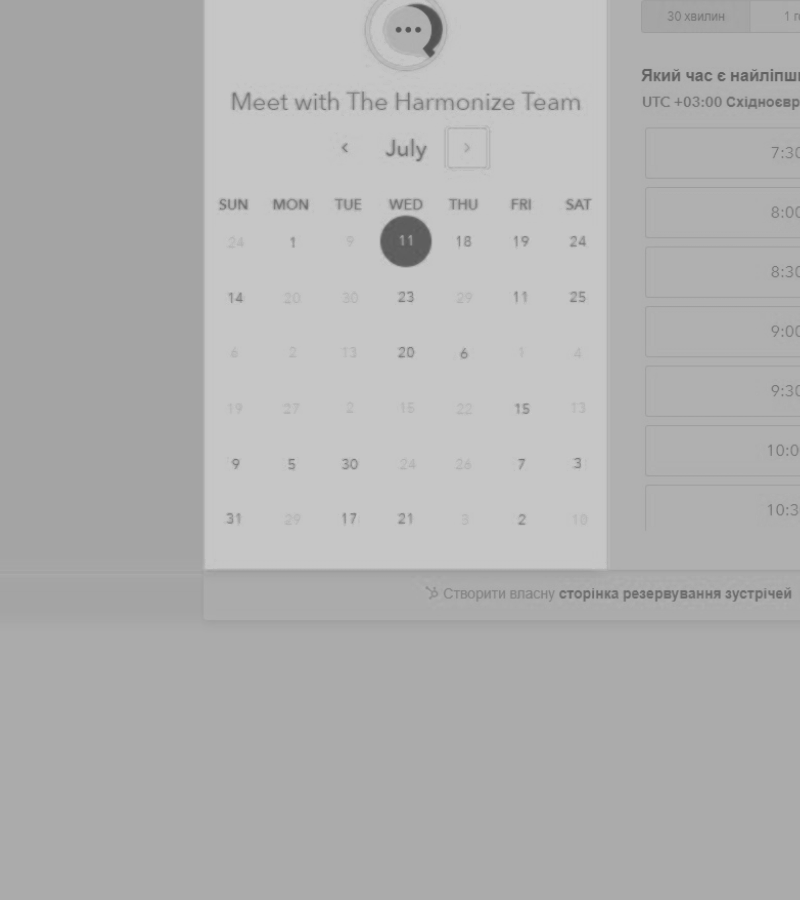 Meet with The Harmonize Team
‹ July ›
SUN MON TUE WED THU FRI SAT
24 1 9 11 18 19 24
14 20 30 23 29 11 25
6 2 13 20 6 1 4
19 27 2 15 22 15 13
9 5 30 24 26 7 3
31 29 17 21 3 2 10
30 хвилин 1 г
Який час є найліпши
UTC +03:00 Східноєвр
7:30
8:00
8:30
9:00
9:30
10:0
10:3
Створити власну сторінка резервування зустрічей